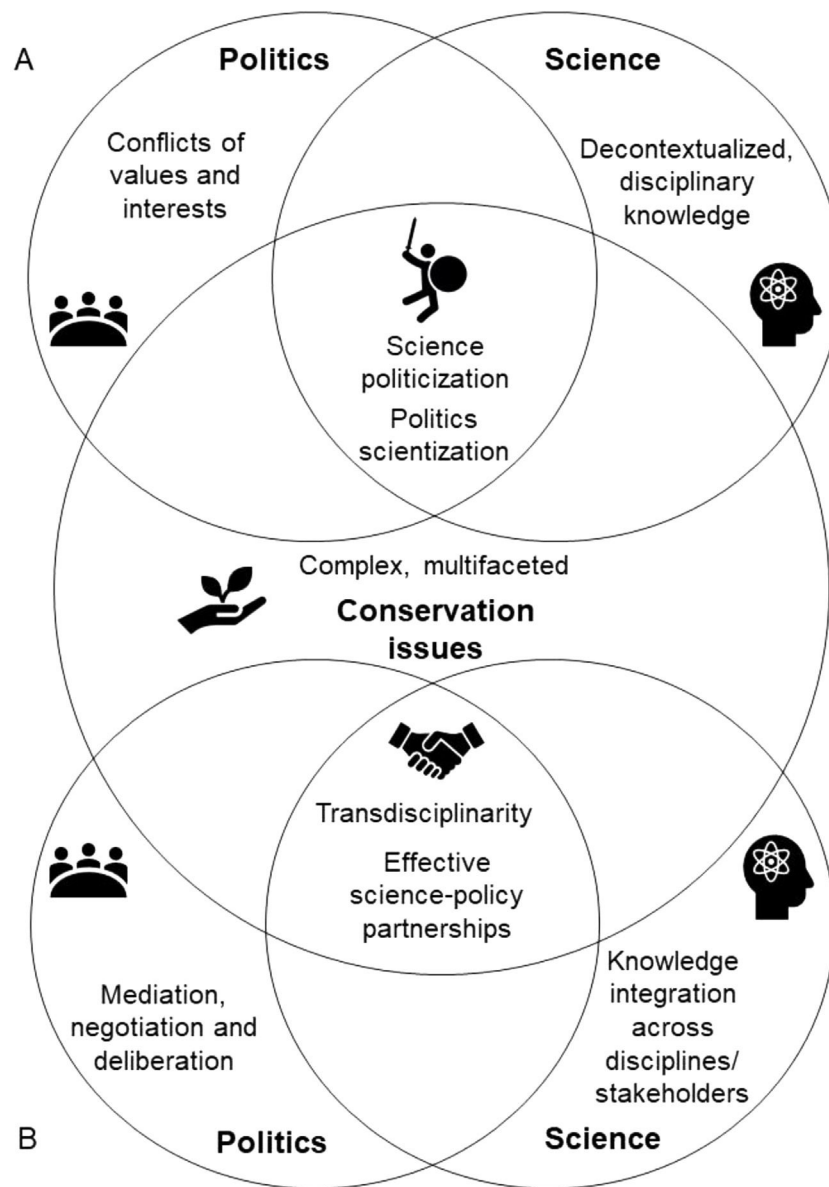 A
Politics
Science
Conflicts of
values and
interests
Decontextualized,
disciplinary
knowledge
Science
politicization
Politics
scientization
Complex, multifaceted
Conservation
issues
Transdisciplinarity
Effective
science-policy
partnerships
Mediation,
negotiation and
deliberation
Knowledge
integration
across
disciplines/
stakeholders
B
Politics
Science